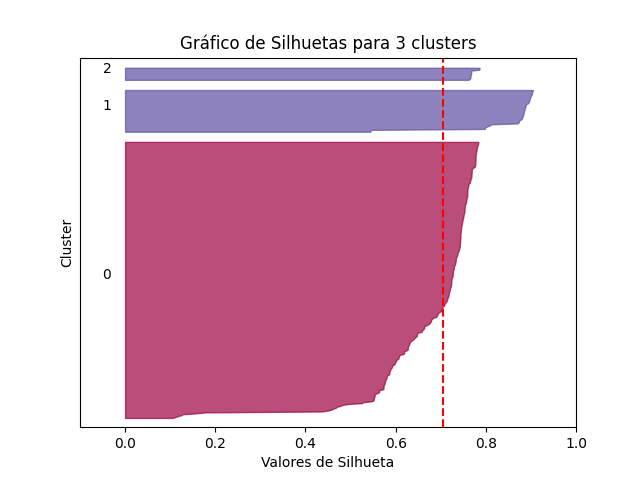 Gráfico de Silhuetas para 3 clusters
2
1
0
Cluster
0.0 0.2 0.4 0.6 0.8 1.0
Valores de Silhueta